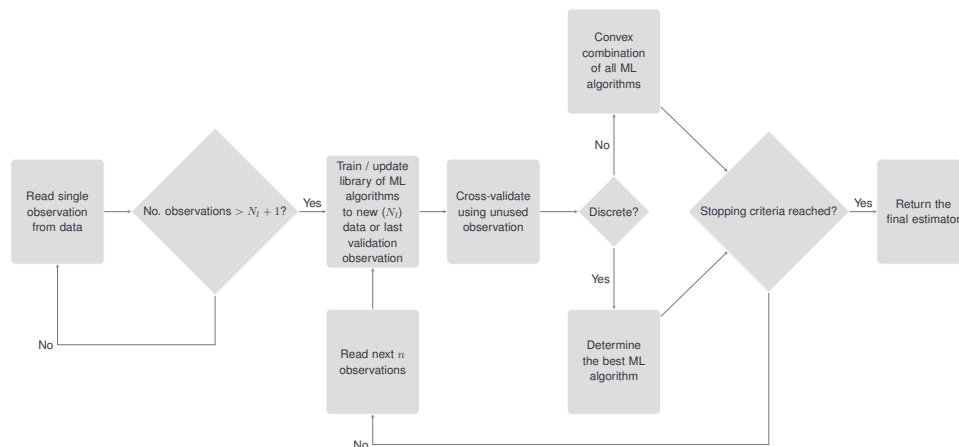 Convex
combination
of all ML
algorithms
No
Read single
observation
from data
No. observations > N_l + 1?
Yes
Train / update
library of ML
algorithms
to new (N_l)
data or last
validation
observation
Cross-validate
using unused
observation
Discrete?
Stopping criteria reached?
Yes
Return the
final estimator
Yes
No
Read next n
observations
Determine
the best ML
algorithm
No